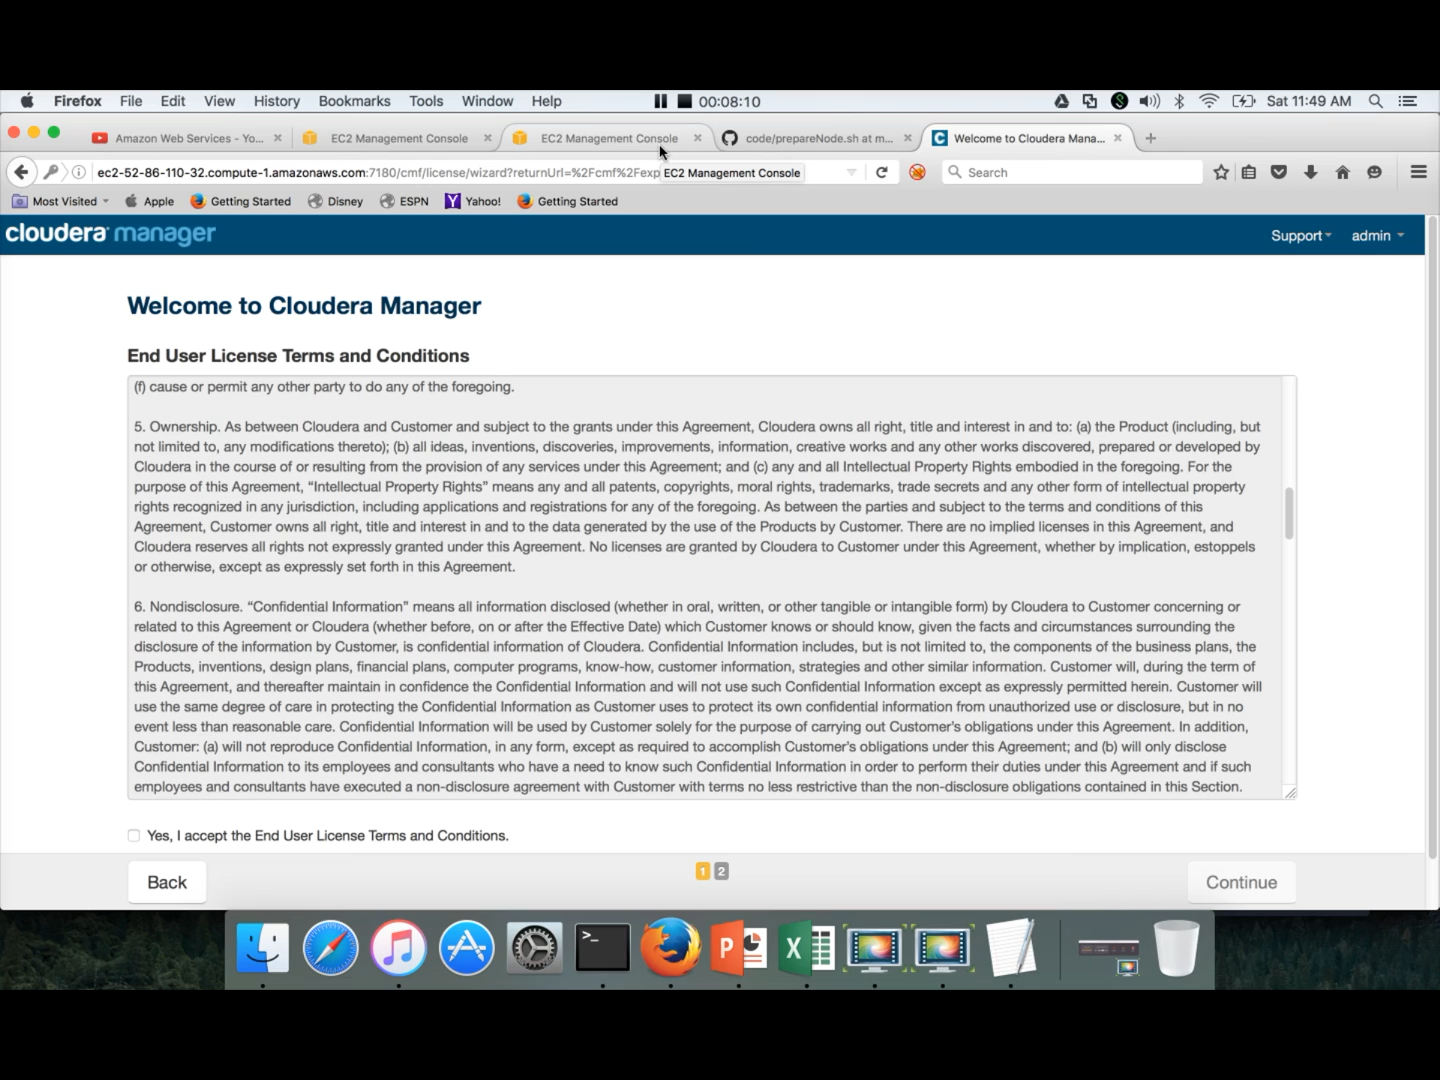 Firefox File Edit View History Bookmarks Tools Window Help 00:08:10 Sat 11:49 AM
Amazon Web Services - Yo... EC2 Management Console EC2 Management Console code/prepareNode.sh at m... Welcome to Cloudera Mana...
ec2-52-86-110-32.compute-1.amazonaws.com:7180/cmf/license/wizard?returnUrl=%2Fcmf%2Fexp EC2 Management Console Search
Most Visited Apple Getting Started Disney ESPN Yahoo! Getting Started
cloudera manager Support admin
Welcome to Cloudera Manager
End User License Terms and Conditions
(f) cause or permit any other party to do any of the foregoing.
5. Ownership. As between Cloudera and Customer and subject to the grants under this Agreement, Cloudera owns all right, title and interest in and to: (a) the Product (including, but
not limited to, any modifications thereto); (b) all ideas, inventions, discoveries, improvements, information, creative works and any other works discovered, prepared or developed by
Cloudera in the course of or resulting from the provision of any services under this Agreement; and (c) any and all Intellectual Property Rights embodied in the foregoing. For the
purpose of this Agreement, “Intellectual Property Rights” means any and all patents, copyrights, moral rights, trademarks, trade secrets and any other form of intellectual property
rights recognized in any jurisdiction, including applications and registrations for any of the foregoing. As between the parties and subject to the terms and conditions of this
Agreement, Customer owns all right, title and interest in and to the data generated by the use of the Products by Customer. There are no implied licenses in this Agreement, and
Cloudera reserves all rights not expressly granted under this Agreement. No licenses are granted by Cloudera to Customer under this Agreement, whether by implication, estoppels
or otherwise, except as expressly set forth in this Agreement.
6. Nondisclosure. “Confidential Information” means all information disclosed (whether in oral, written, or other tangible or intangible form) by Cloudera to Customer concerning or
related to this Agreement or Cloudera (whether before, on or after the Effective Date) which Customer knows or should know, given the facts and circumstances surrounding the
disclosure of the information by Customer, is confidential information of Cloudera. Confidential Information includes, but is not limited to, the components of the business plans, the
Products, inventions, design plans, financial plans, computer programs, know-how, customer information, strategies and other similar information. Customer will, during the term of
this Agreement, and thereafter maintain in confidence the Confidential Information and will not use such Confidential Information except as expressly permitted herein. Customer will
use the same degree of care in protecting the Confidential Information as Customer uses to protect its own confidential information from unauthorized use or disclosure, but in no
event less than reasonable care. Confidential Information will be used by Customer solely for the purpose of carrying out Customer’s obligations under this Agreement. In addition,
Customer: (a) will not reproduce Confidential Information, in any form, except as required to accomplish Customer’s obligations under this Agreement; and (b) will only disclose
Confidential Information to its employees and consultants who have a need to know such Confidential Information in order to perform their duties under this Agreement and if such
employees and consultants have executed a non-disclosure agreement with Customer with terms no less restrictive than the non-disclosure obligations contained in this Section.
Yes, I accept the End User License Terms and Conditions.
Back 1 2 Continue